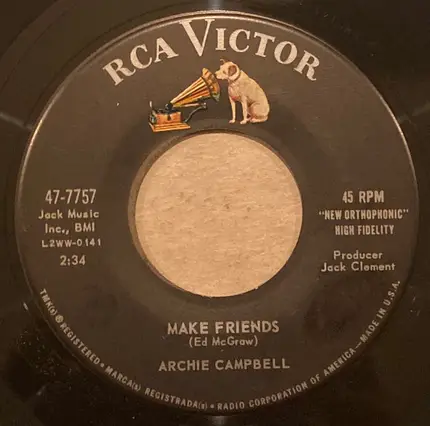 RCA VICTOR
47-7757
Jack Music
Inc., BMI
L2WW-0141
2:34
45 RPM
"NEW ORTHOPHONIC"
HIGH FIDELITY
Producer
Jack Clement
MAKE FRIENDS
(Ed McGraw)
ARCHIE CAMPBELL
TMK(s) ® REGISTERED • MARCA(s) REGISTRADA(s) • RADIO CORPORATION OF AMERICA—MADE IN U.S.A.